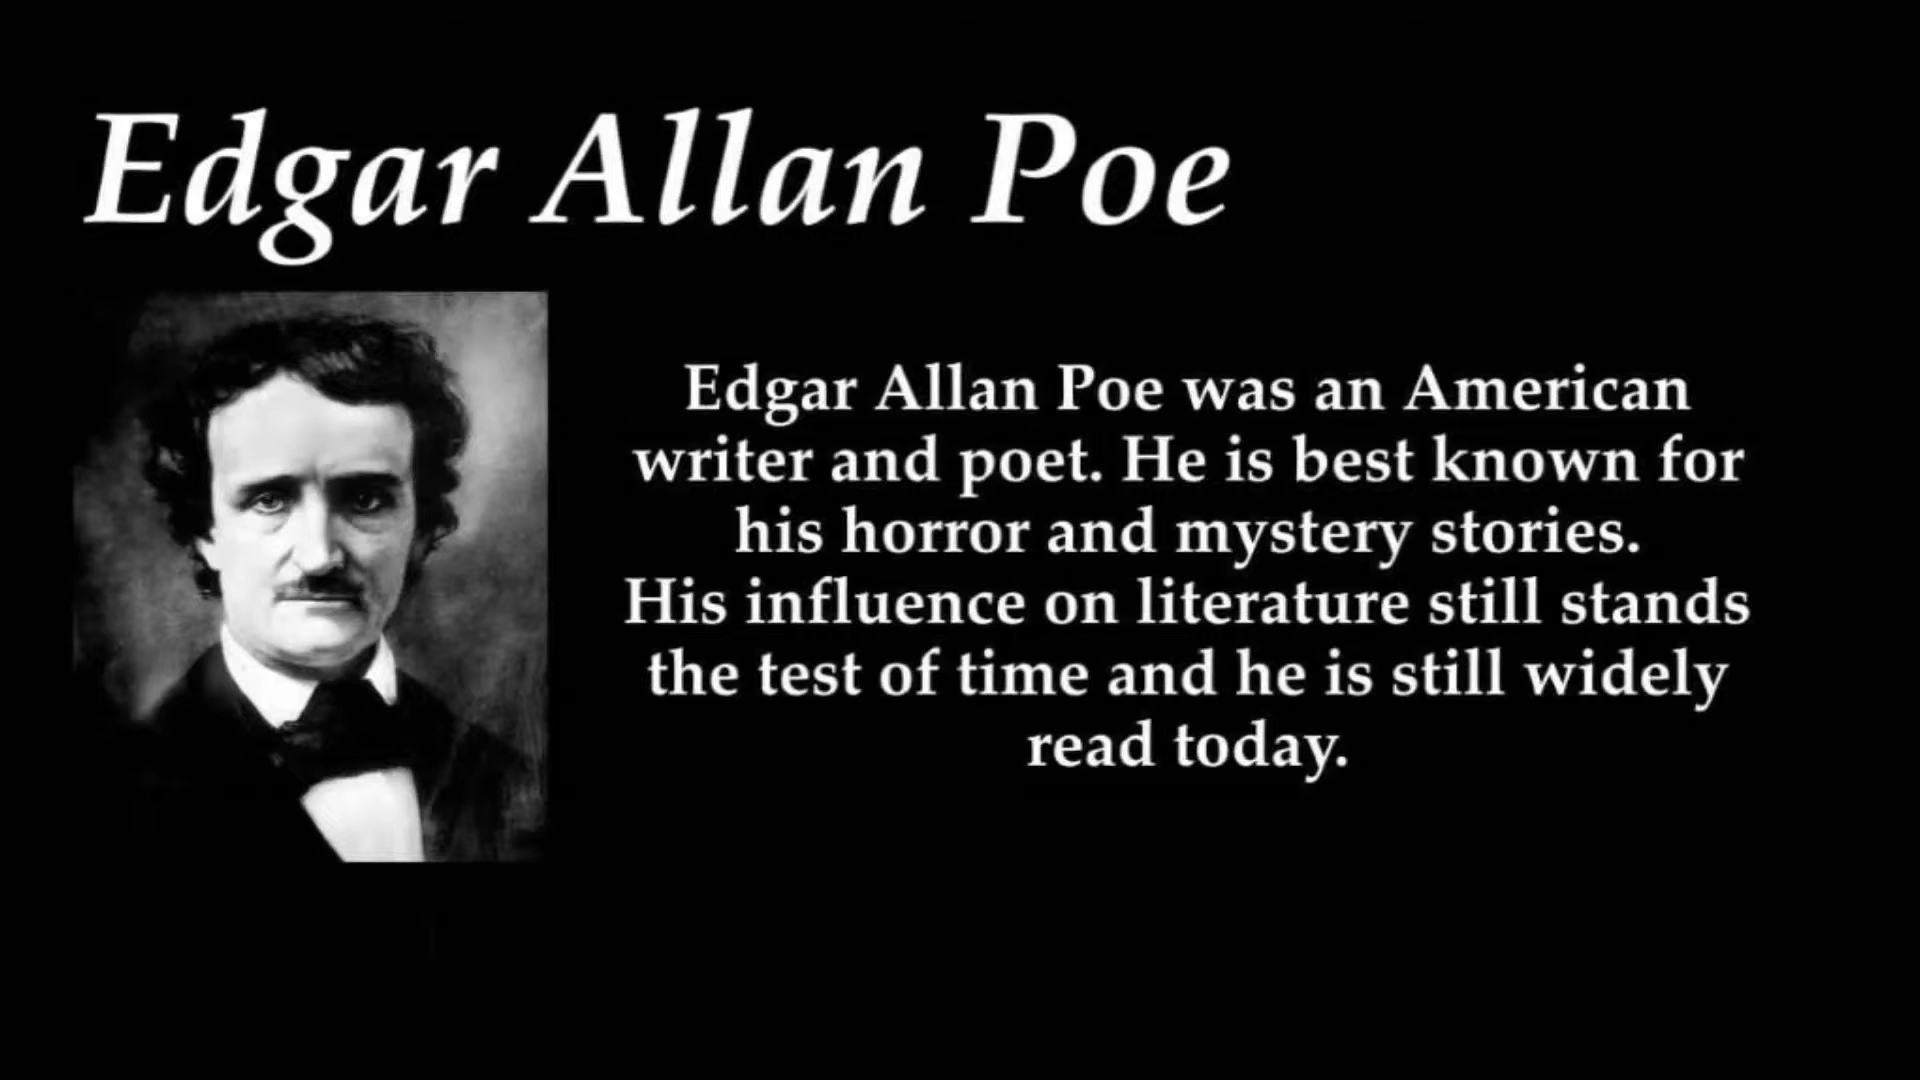 Edgar Allan Poe
Edgar Allan Poe was an American
writer and poet. He is best known for
his horror and mystery stories.
His influence on literature still stands
the test of time and he is still widely
read today.